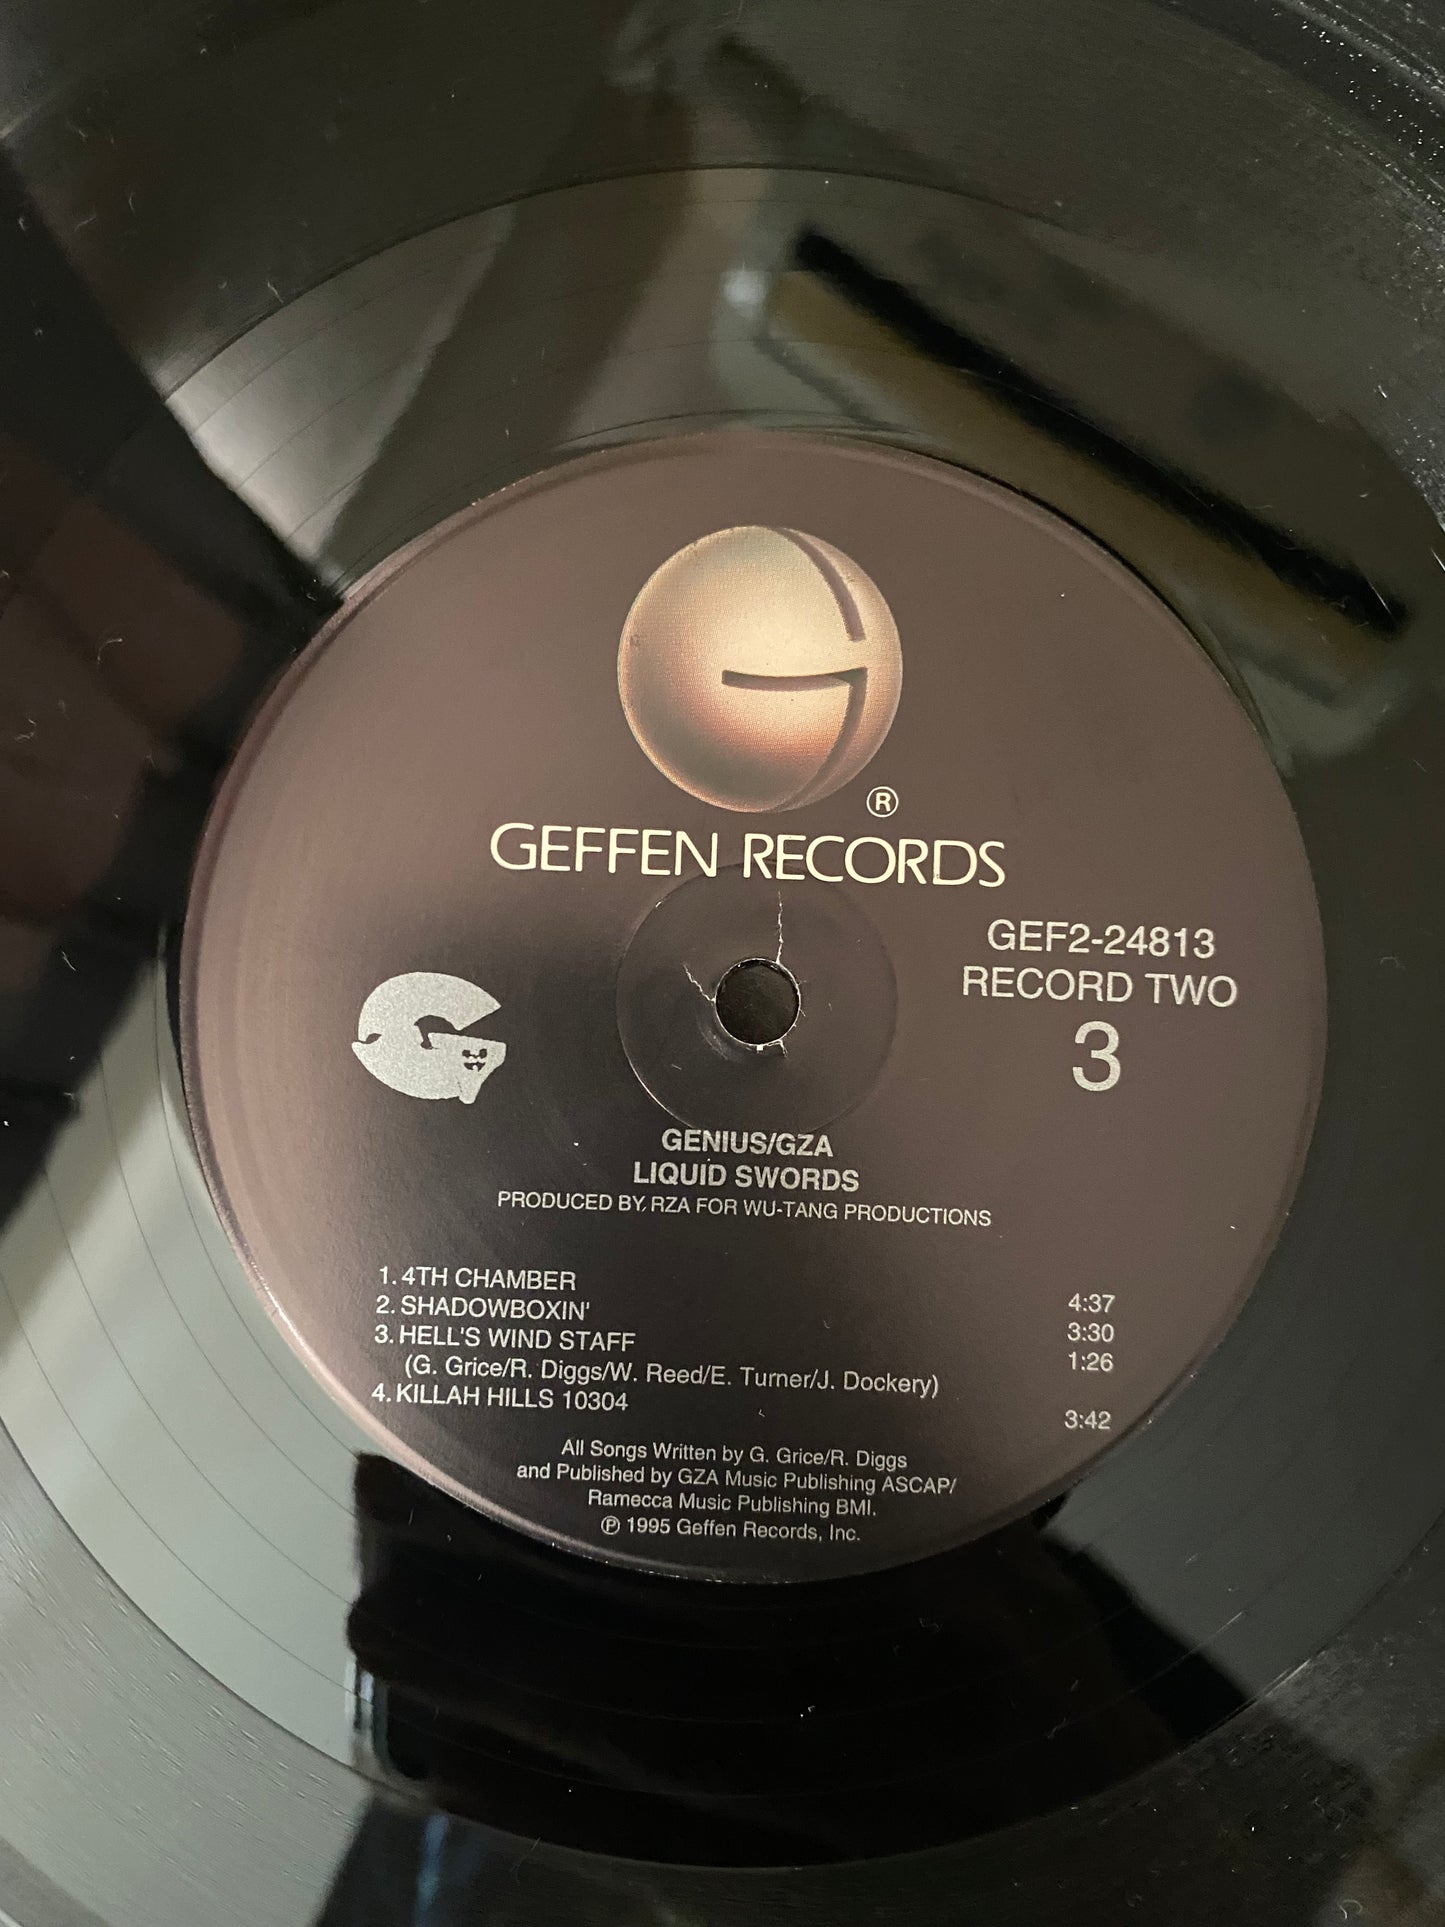 ®
GEFFEN RECORDS
GEF2-24813
RECORD TWO
3
GENIUS/GZA
LIQUID SWORDS
PRODUCED BY RZA FOR WU-TANG PRODUCTIONS
1. 4TH CHAMBER 4:37
2. SHADOWBOXIN' 3:30
3. HELL'S WIND STAFF 1:26
(G. Grice/R. Diggs/W. Reed/E. Turner/J. Dockery)
4. KILLAH HILLS 10304 3:42
All Songs Written by G. Grice/R. Diggs
and Published by GZA Music Publishing ASCAP/
Ramecca Music Publishing BMI.
℗ 1995 Geffen Records, Inc.